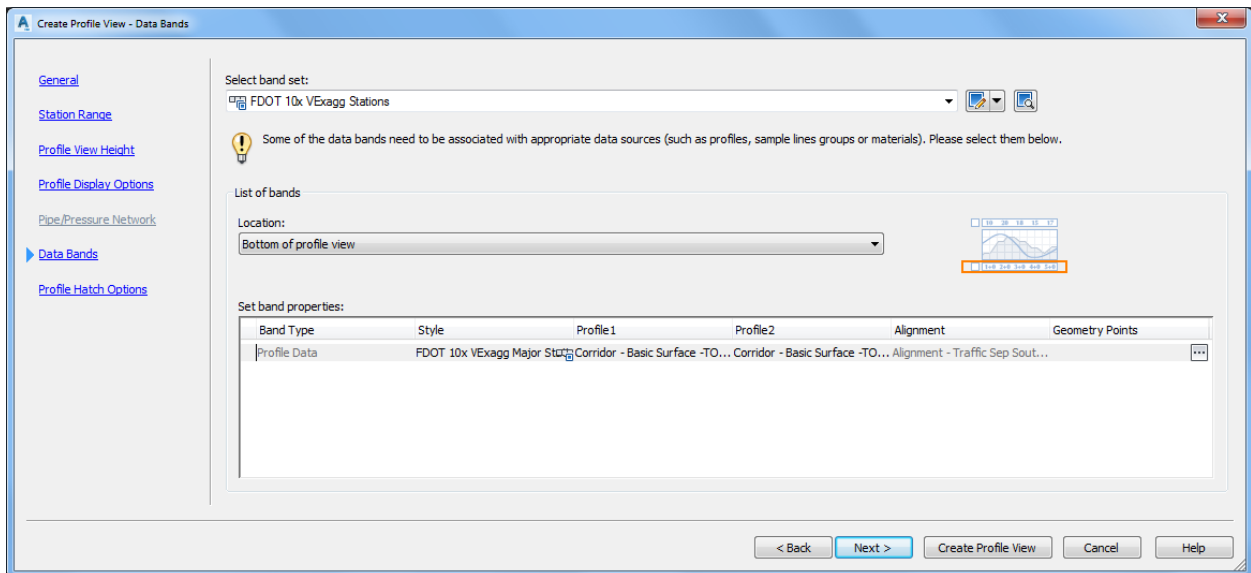 Create Profile View - Data Bands
General
Station Range
Profile View Height
Profile Display Options
Pipe/Pressure Network
Data Bands
Profile Hatch Options
Select band set:
FDOT 10x VExagg Stations
Some of the data bands need to be associated with appropriate data sources (such as profiles, sample lines groups or materials). Please select them below.
List of bands
Location:
Bottom of profile view
Set band properties:
Band Type Style Profile1 Profile2 Alignment Geometry Points
Profile Data FDOT 10x VExagg Major Corridor - Basic Surface -TO... Corridor - Basic Surface -TO... Alignment - Traffic Sep Sout... ...
< Back Next > Create Profile View Cancel Help